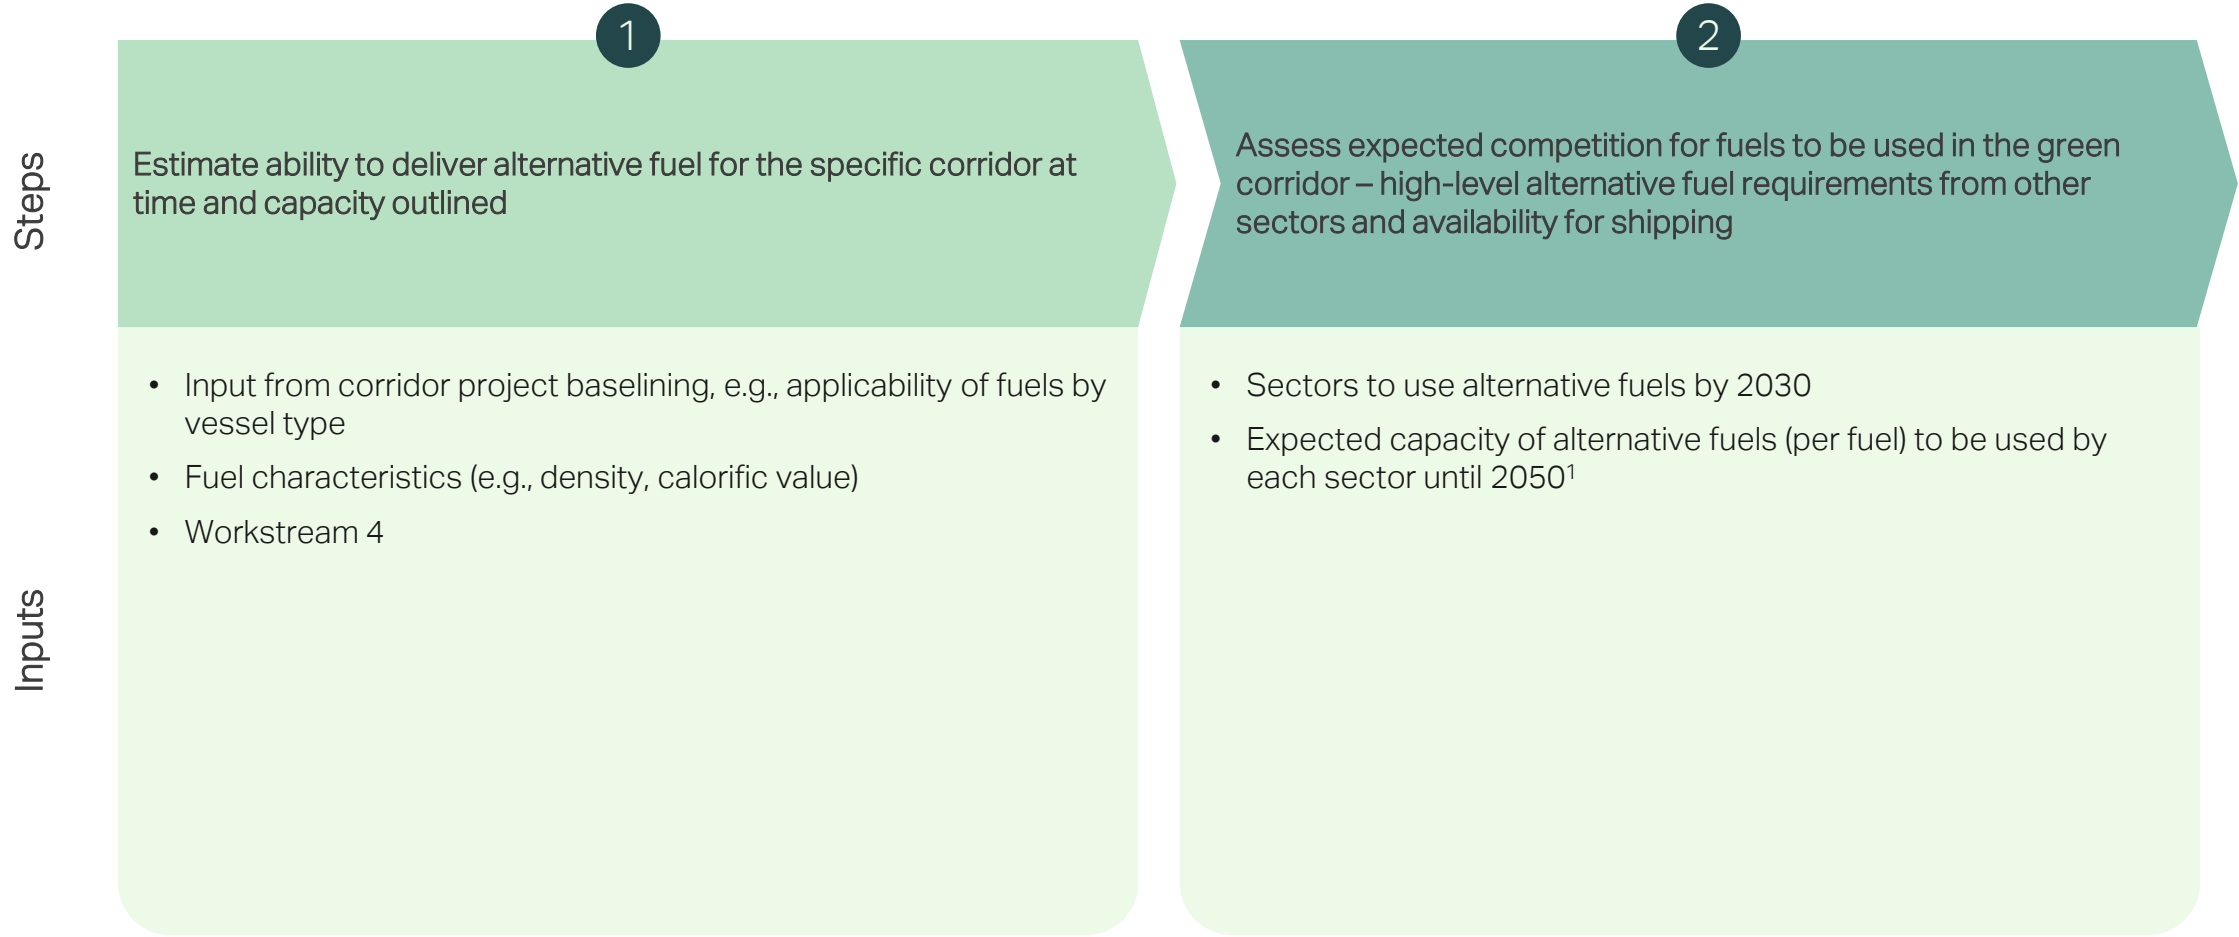 1
2
Steps
Estimate ability to deliver alternative fuel for the specific corridor at
time and capacity outlined
Assess expected competition for fuels to be used in the green
corridor – high-level alternative fuel requirements from other
sectors and availability for shipping
Inputs
• Input from corridor project baselining, e.g., applicability of fuels by
vessel type
• Fuel characteristics (e.g., density, calorific value)
• Workstream 4
• Sectors to use alternative fuels by 2030
• Expected capacity of alternative fuels (per fuel) to be used by
each sector until 2050¹